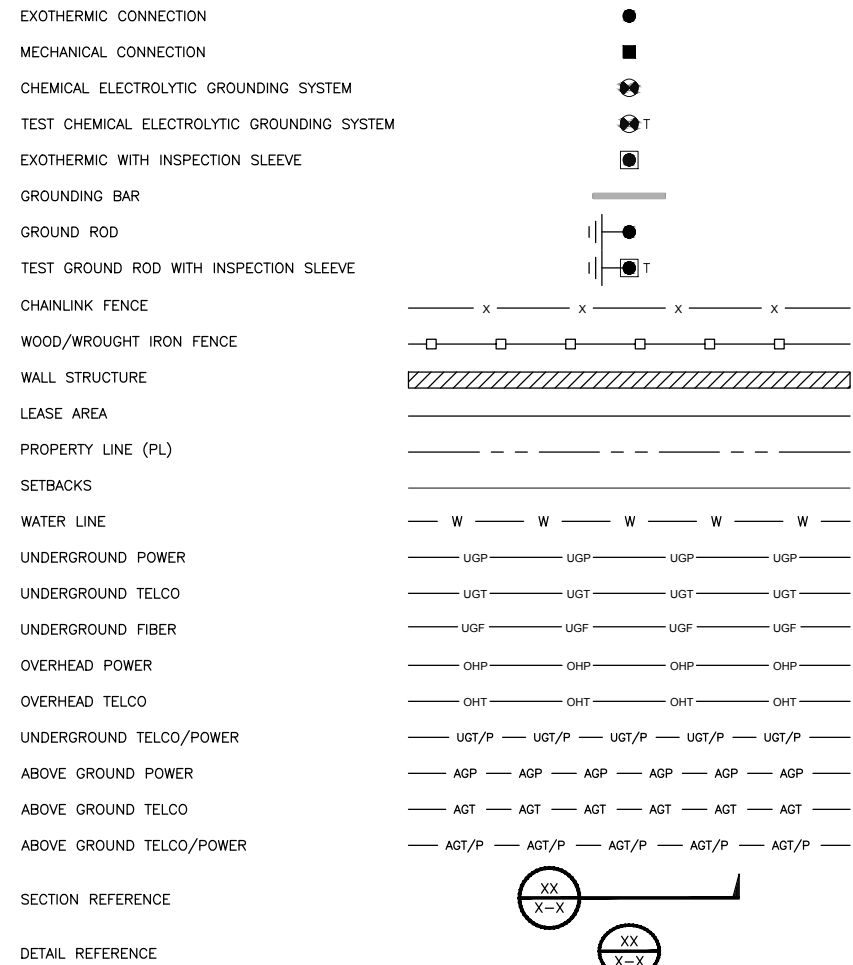 EXOTHERMIC CONNECTION
MECHANICAL CONNECTION
CHEMICAL ELECTROLYTIC GROUNDING SYSTEM
TEST CHEMICAL ELECTROLYTIC GROUNDING SYSTEM T
EXOTHERMIC WITH INSPECTION SLEEVE
GROUNDING BAR
GROUND ROD
TEST GROUND ROD WITH INSPECTION SLEEVE T
CHAINLINK FENCE X X X X
WOOD/WROUGHT IRON FENCE
WALL STRUCTURE
LEASE AREA
PROPERTY LINE (PL)
SETBACKS
WATER LINE W W W W W
UNDERGROUND POWER UGP UGP UGP UGP
UNDERGROUND TELCO UGT UGT UGT UGT
UNDERGROUND FIBER UGF UGF UGF UGF
OVERHEAD POWER OHP OHP OHP OHP
OVERHEAD TELCO OHT OHT OHT OHT
UNDERGROUND TELCO/POWER UGT/P UGT/P UGT/P UGT/P UGT/P
ABOVE GROUND POWER AGP AGP AGP AGP AGP AGP
ABOVE GROUND TELCO AGT AGT AGT AGT AGT AGT
ABOVE GROUND TELCO/POWER AGT/P AGT/P AGT/P AGT/P AGT/P
XX
SECTION REFERENCE X-X
XX
DETAIL REFERENCE X-X